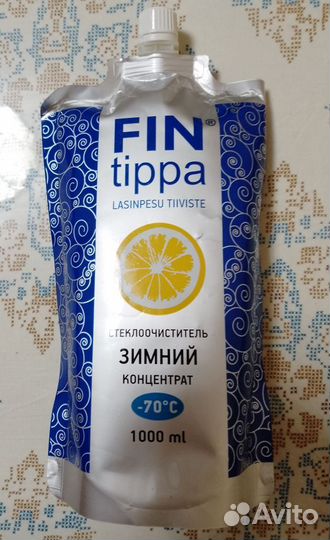 FIN®
tippa
LASINPESU TIIVISTE
СТЕКЛООЧИСТИТЕЛЬ
ЗИМНИЙ
КОНЦЕНТРАТ
-70°C
1000 ml
Avito